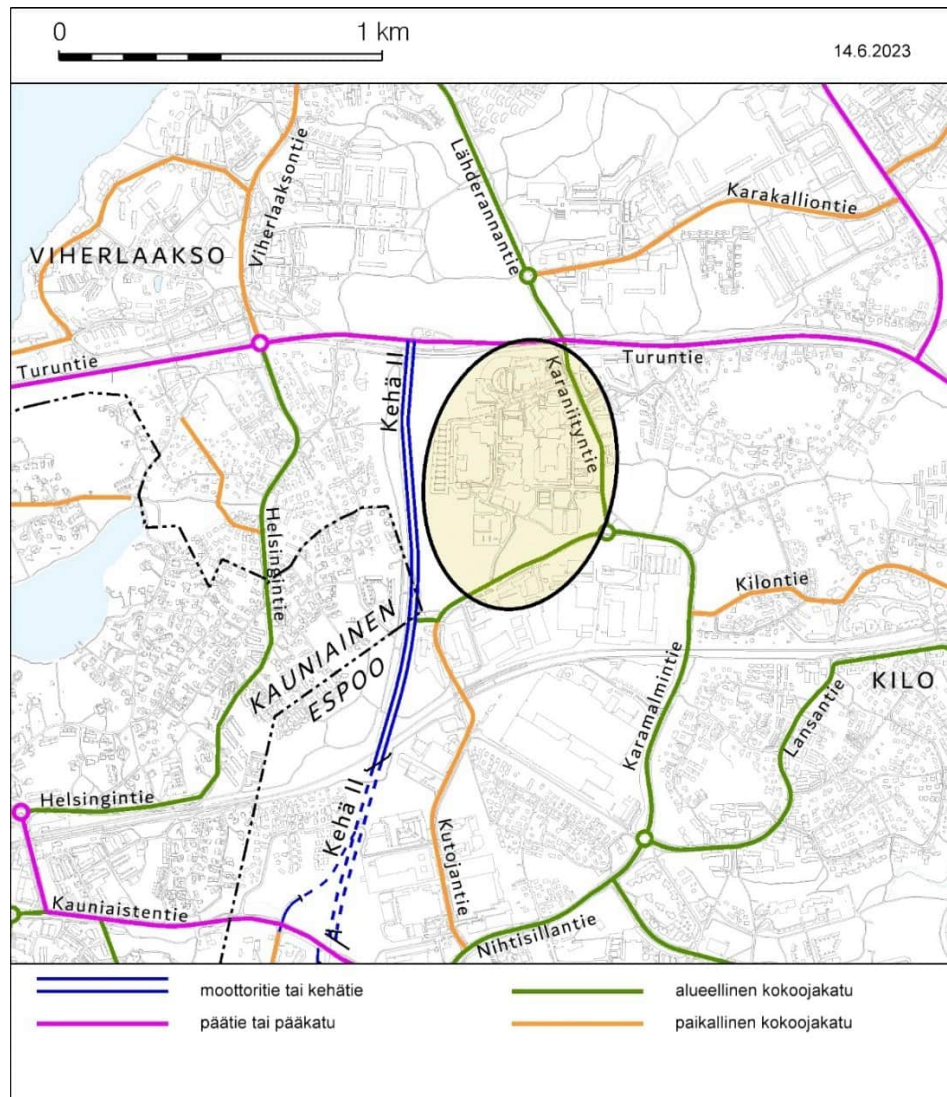 0 1 km
14.6.2023
Lähderannantie
Viherlaaksontie
Karakalliontie
VIHERLAAKSO
Turuntie
Kehä II
Turuntie
Karaniityntie
Helsingintie
Kilontie
KAUNIAINEN
ESPOO
Karamalmintie
Lansantie
KILO
Helsingintie
Kehä II
Kutojantie
Kauniaistentie
Nihtisillantie
moottoritie tai kehätie alueellinen kokoojakatu
päätie tai pääkatu paikallinen kokoojakatu